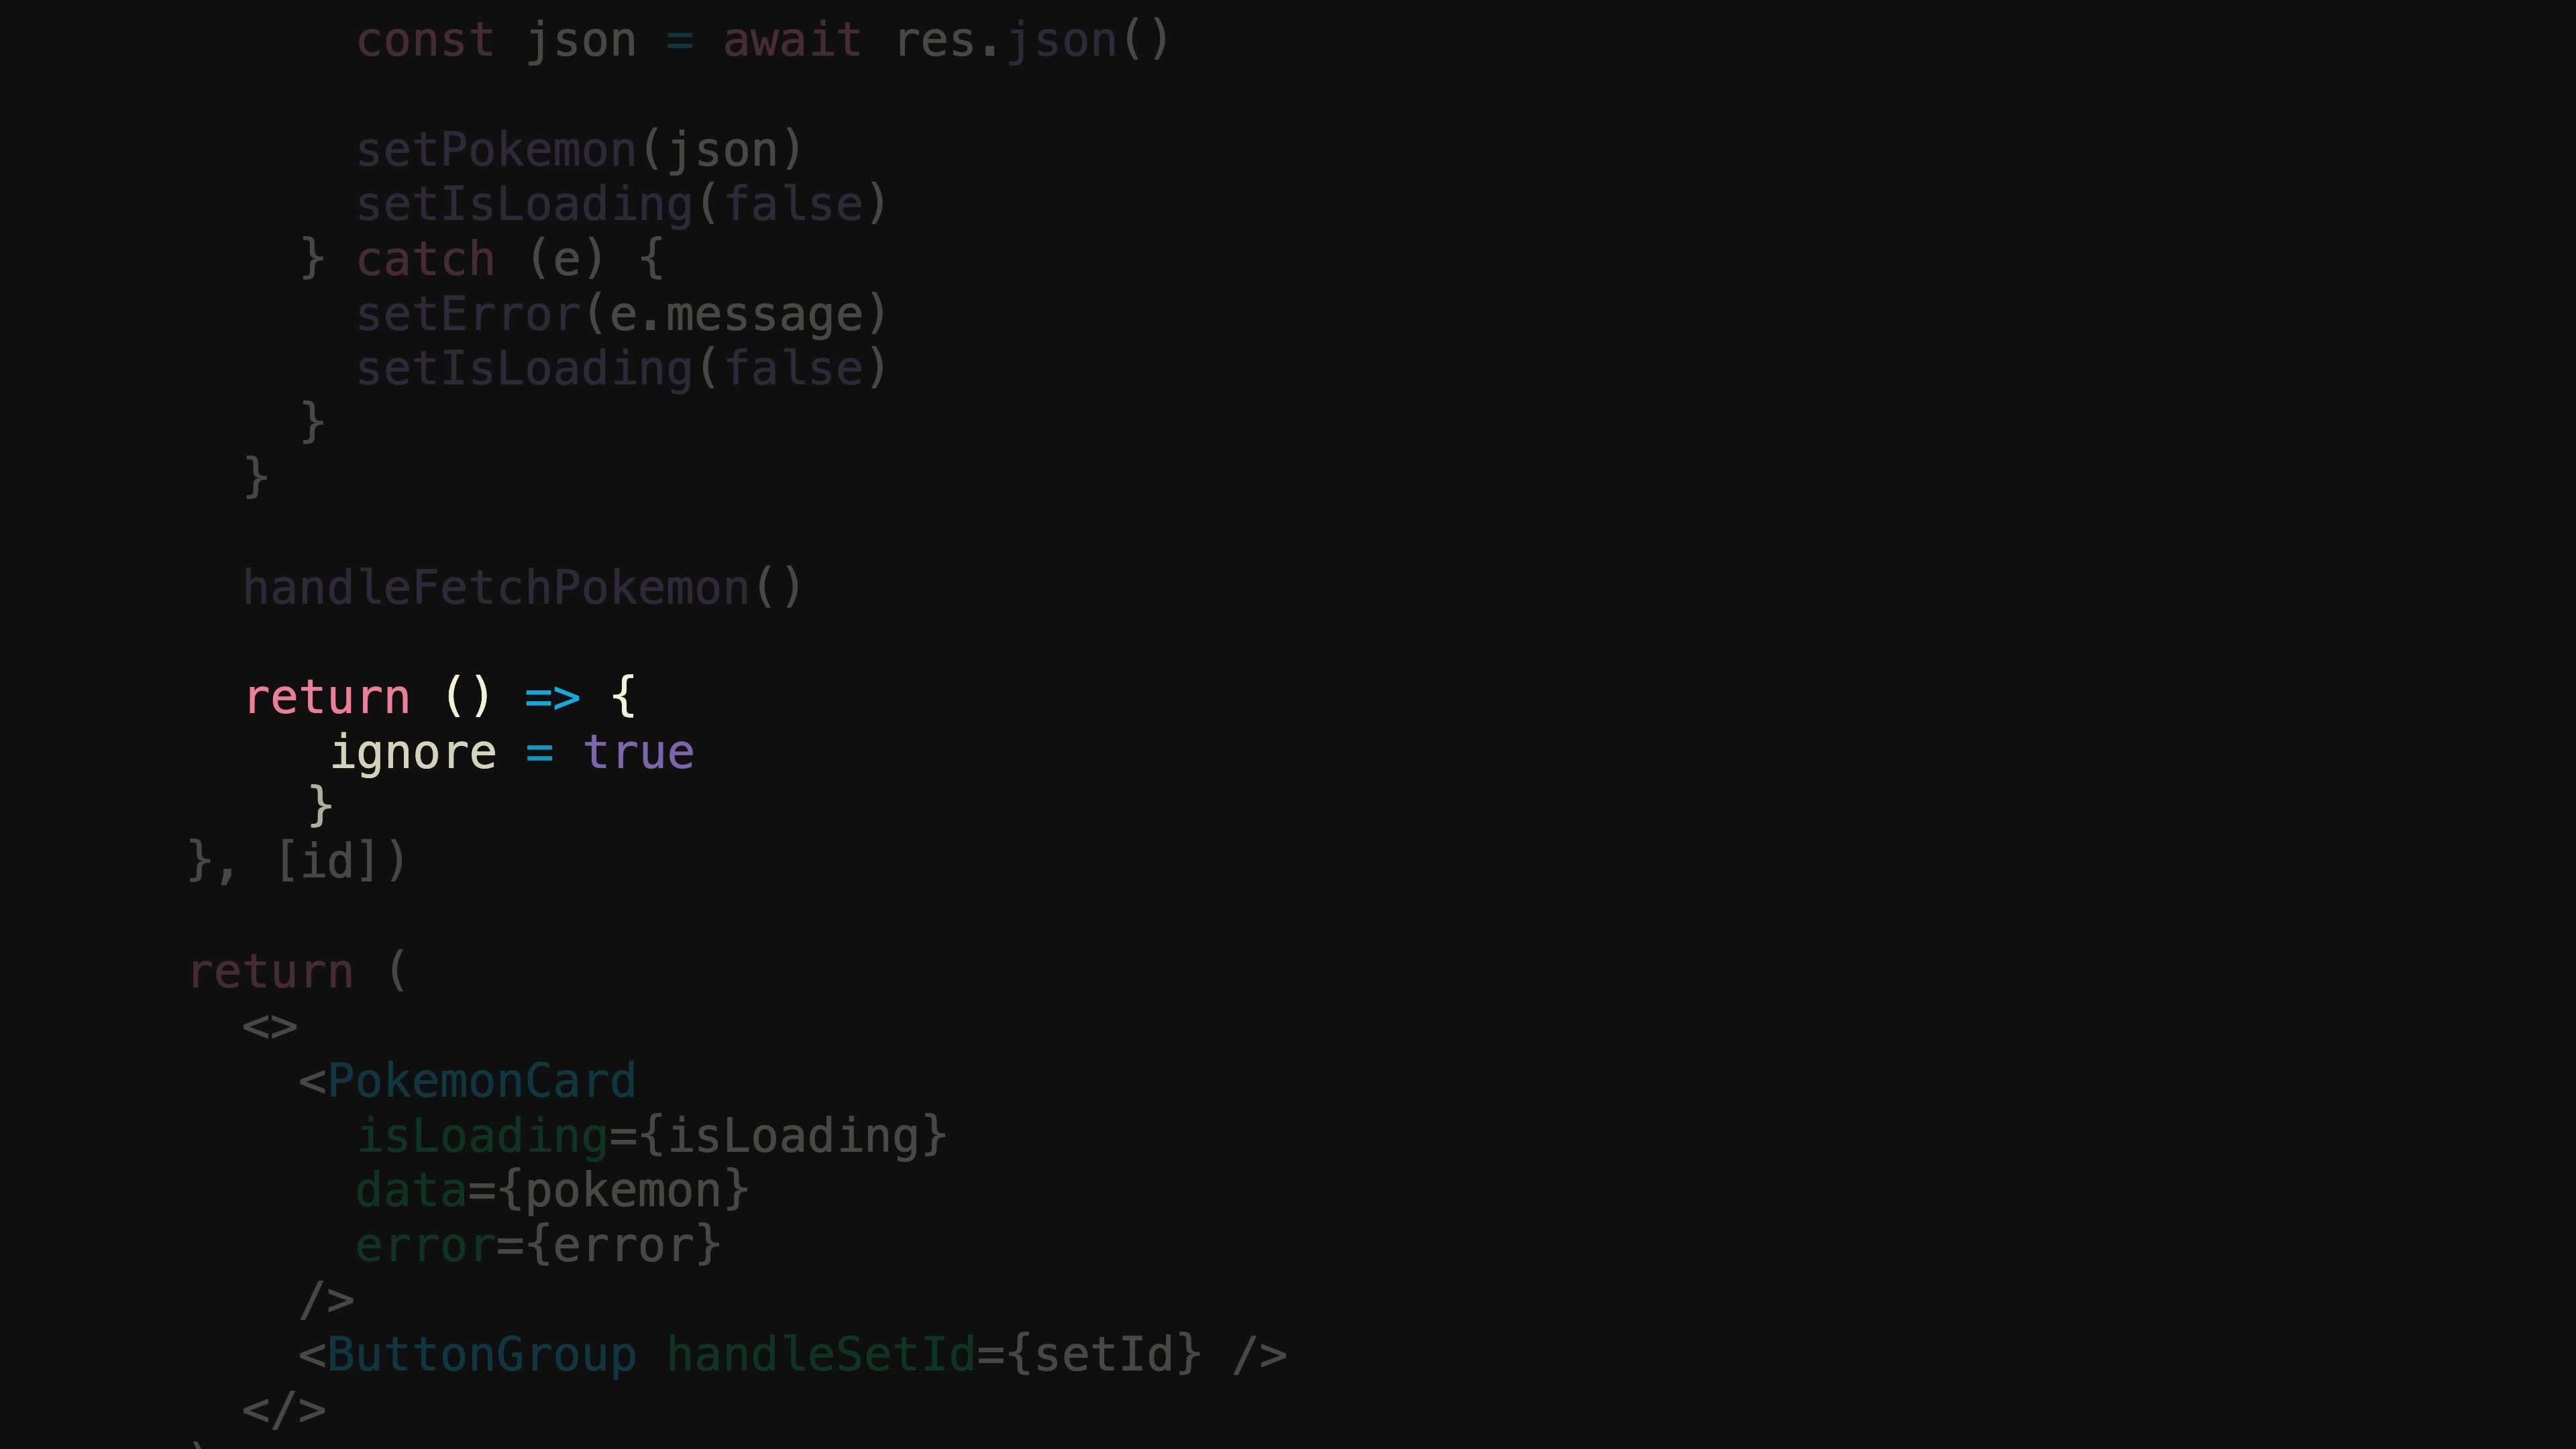 const json = await res.json()
setPokemon(json)
setIsLoading(false)
} catch (e) {
setError(e.message)
setIsLoading(false)
}
}
handleFetchPokemon()
return () => {
ignore = true
}
}, [id])
return (
<>
<PokemonCard
isLoading={isLoading}
data={pokemon}
error={error}
/>
<ButtonGroup handleSetId={setId} />
</>
)